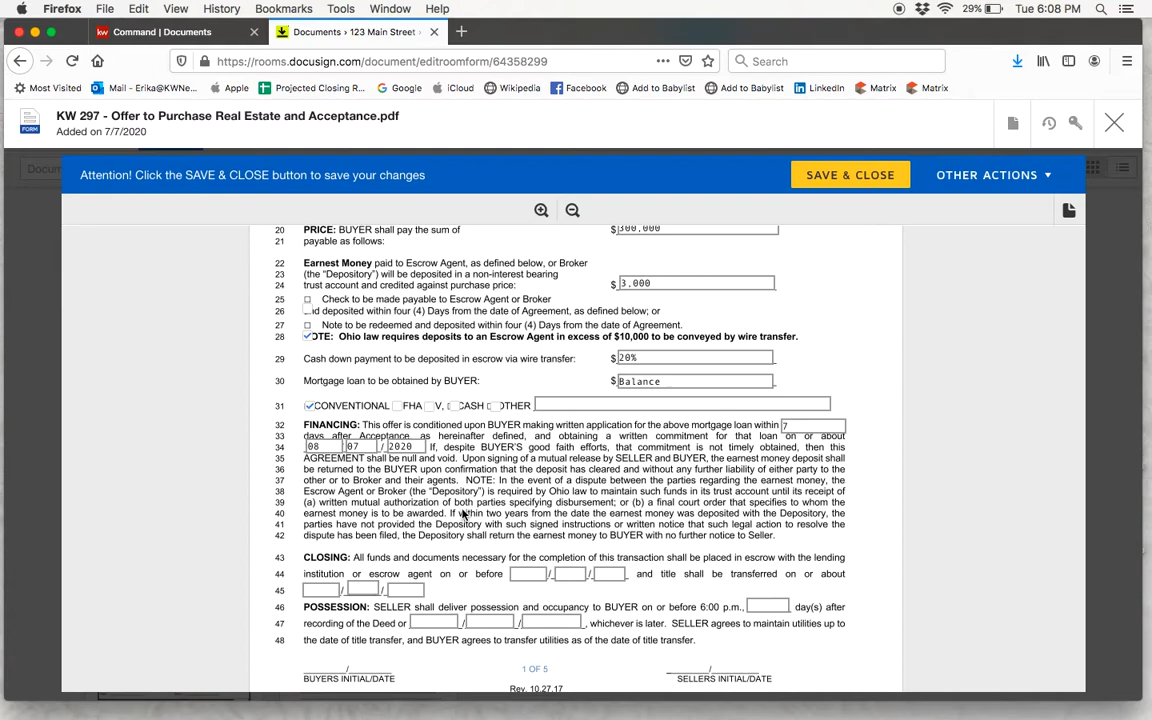 Firefox File Edit View History Bookmarks Tools Window Help 29% Tue 6:08 PM
kw Command | Documents Documents › 123 Main Street
https://rooms.docusign.com/document/editroomform/64358299 Search
Most Visited Mail - Erika@KWNe... Apple Projected Closing R... Google iCloud Wikipedia Facebook Add to Babylist Add to Babylist LinkedIn Matrix Matrix
FORM
KW 297 - Offer to Purchase Real Estate and Acceptance.pdf
Added on 7/7/2020
Docum
Attention! Click the SAVE & CLOSE button to save your changes SAVE & CLOSE OTHER ACTIONS
20 PRICE: BUYER shall pay the sum of $ 300,000
21 payable as follows:
22 Earnest Money paid to Escrow Agent, as defined below, or Broker
23 (the “Depository”) will be deposited in a non-interest bearing
24 trust account and credited against purchase price: $ 3,000
25 Check to be made payable to Escrow Agent or Broker
26 d deposited within four (4) Days from the date of Agreement, as defined below; or
27 Note to be redeemed and deposited within four (4) Days from the date of Agreement.
28 OTE: Ohio law requires deposits to an Escrow Agent in excess of $10,000 to be conveyed by wire transfer.
29 Cash down payment to be deposited in escrow via wire transfer: $ 20%
30 Mortgage loan to be obtained by BUYER: $ Balance
31 CONVENTIONAL FHA V, CASH OTHER
32 FINANCING: This offer is conditioned upon BUYER making written application for the above mortgage loan within 7
33 days after Acceptance, as hereinafter defined, and obtaining a written commitment for that loan on or about
34 08 07 / 2020 If, despite BUYER'S good faith efforts, that commitment is not timely obtained, then this
35 AGREEMENT shall be null and void. Upon signing of a mutual release by SELLER and BUYER, the earnest money deposit shall
36 be returned to the BUYER upon confirmation that the deposit has cleared and without any further liability of either party to the
37 other or to Broker and their agents. NOTE: In the event of a dispute between the parties regarding the earnest money, the
38 Escrow Agent or Broker (the “Depository”) is required by Ohio law to maintain such funds in its trust account until its receipt of
39 (a) written mutual authorization of both parties specifying disbursement; or (b) a final court order that specifies to whom the
40 earnest money is to be awarded. If within two years from the date the earnest money was deposited with the Depository, the
41 parties have not provided the Depository with such signed instructions or written notice that such legal action to resolve the
42 dispute has been filed, the Depository shall return the earnest money to BUYER with no further notice to Seller.
43 CLOSING: All funds and documents necessary for the completion of this transaction shall be placed in escrow with the lending
44 institution or escrow agent on or before / / and title shall be transferred on or about
45 / /
46 POSSESSION: SELLER shall deliver possession and occupancy to BUYER on or before 6:00 p.m., day(s) after
47 recording of the Deed or / / , whichever is later. SELLER agrees to maintain utilities up to
48 the date of title transfer, and BUYER agrees to transfer utilities as of the date of title transfer.
/ 1 OF 5 /
BUYERS INITIAL/DATE SELLERS INITIAL/DATE
Rev. 10.27.17